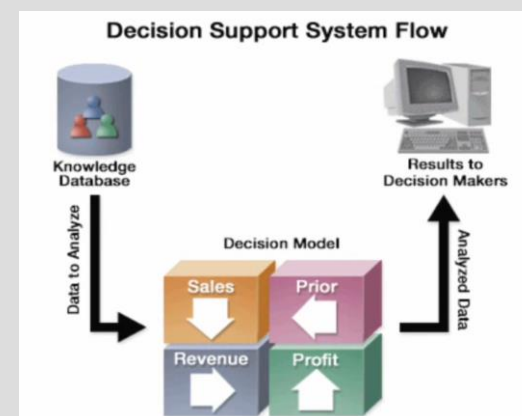 Decision Support System Flow
Knowledge
Database
Results to
Decision Makers
Data to Analyze
Decision Model
Analyzed Data
Sales
Prior
Revenue
Profit